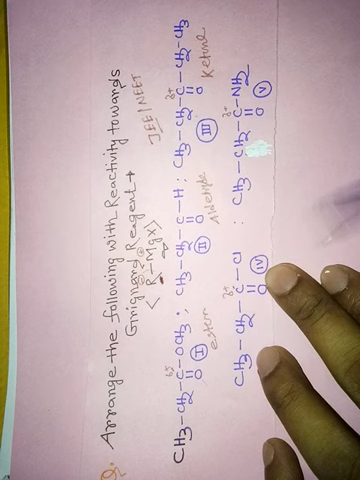 Q. Arrange the following with Reactivity towards
Grignard Reagent → JEE/NEET
<R-MgX>
CH3-CH2-C-OCH3 ; CH3-CH2-C-H ; CH3-CH2-C-CH2-CH3
δ+ δ+
O O O
I II III
ester Aldehyde Ketone
CH3-CH2-C-Cl : CH3-CH2-C-NH2
δ+ δ+
O O
IV V